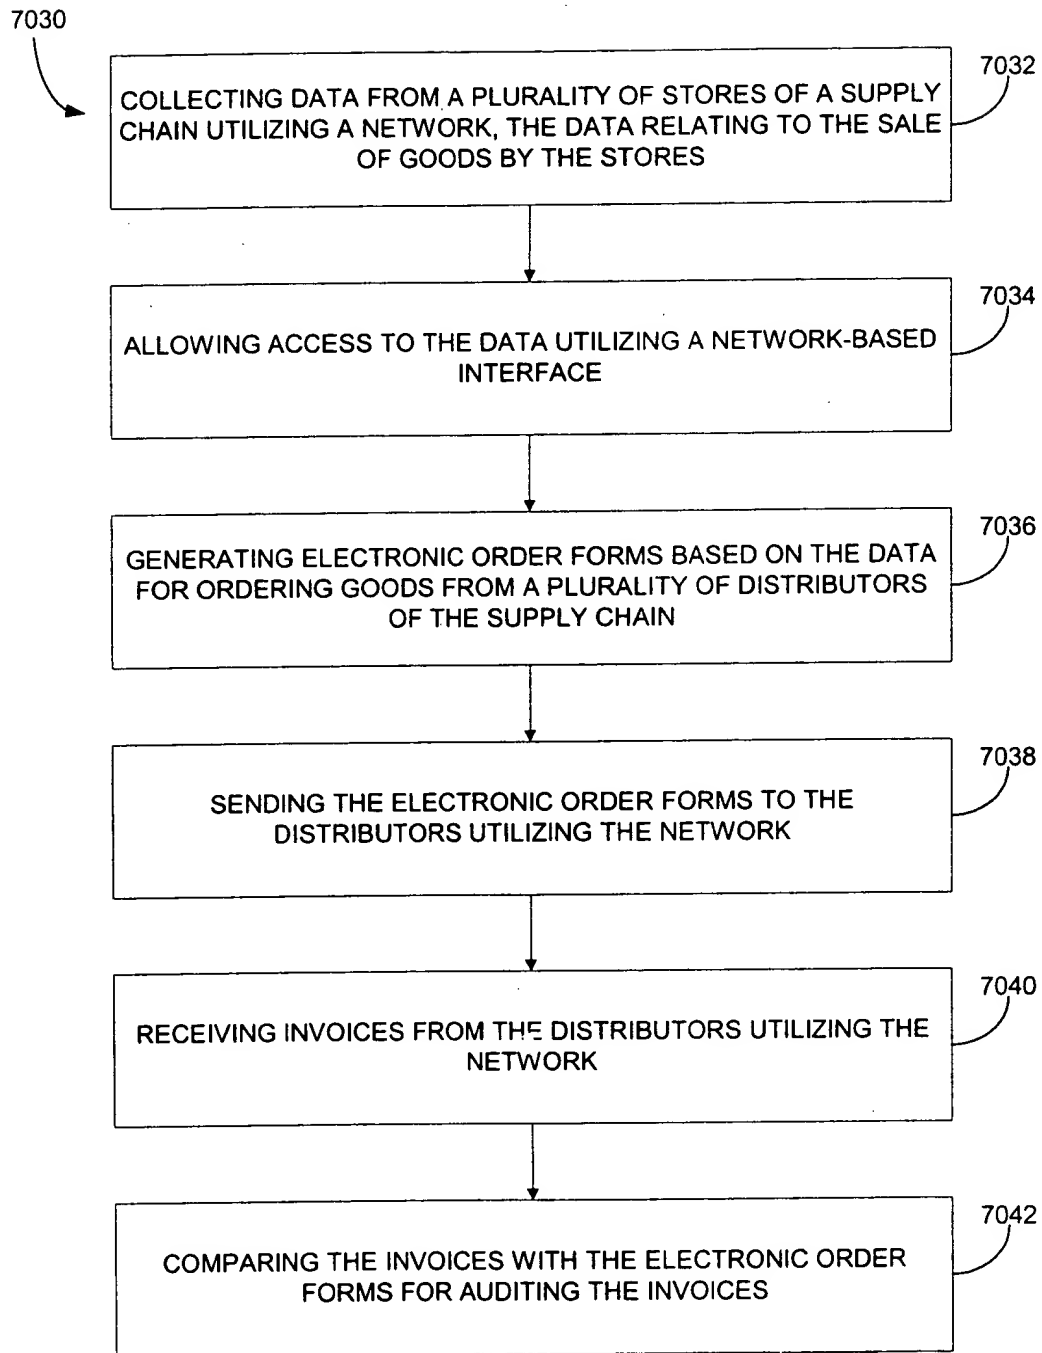 7030
7032
COLLECTING DATA FROM A PLURALITY OF STORES OF A SUPPLY
CHAIN UTILIZING A NETWORK, THE DATA RELATING TO THE SALE
OF GOODS BY THE STORES
7034
ALLOWING ACCESS TO THE DATA UTILIZING A NETWORK-BASED
INTERFACE
7036
GENERATING ELECTRONIC ORDER FORMS BASED ON THE DATA
FOR ORDERING GOODS FROM A PLURALITY OF DISTRIBUTORS
OF THE SUPPLY CHAIN
7038
SENDING THE ELECTRONIC ORDER FORMS TO THE
DISTRIBUTORS UTILIZING THE NETWORK
7040
RECEIVING INVOICES FROM THE DISTRIBUTORS UTILIZING THE
NETWORK
7042
COMPARING THE INVOICES WITH THE ELECTRONIC ORDER
FORMS FOR AUDITING THE INVOICES